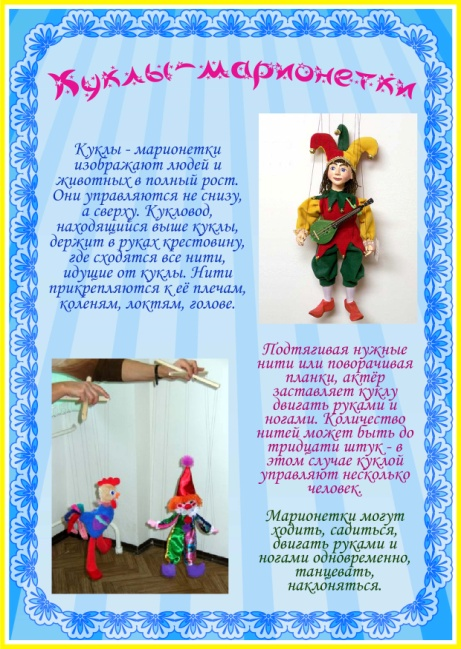 Куклы-марионетки
Куклы - марионетки
изображают людей и
животных в полный рост.
Они управляются не снизу,
а сверху. Кукловод,
находящийся выше куклы,
держит в руках крестовину,
где сходятся все нити,
идущие от куклы. Нити
прикрепляются к её плечам,
коленям, локтям, голове.
Подтягивая нужные
нити или поворачивая
планки, актёр
заставляет куклу
двигать руками и
ногами. Количество
нитей может быть до
тридцати штук - в
этом случае куклой
управляют несколько
человек.
Марионетки могут
ходить, садиться,
двигать руками и
ногами одновременно,
танцевать,
наклоняться.